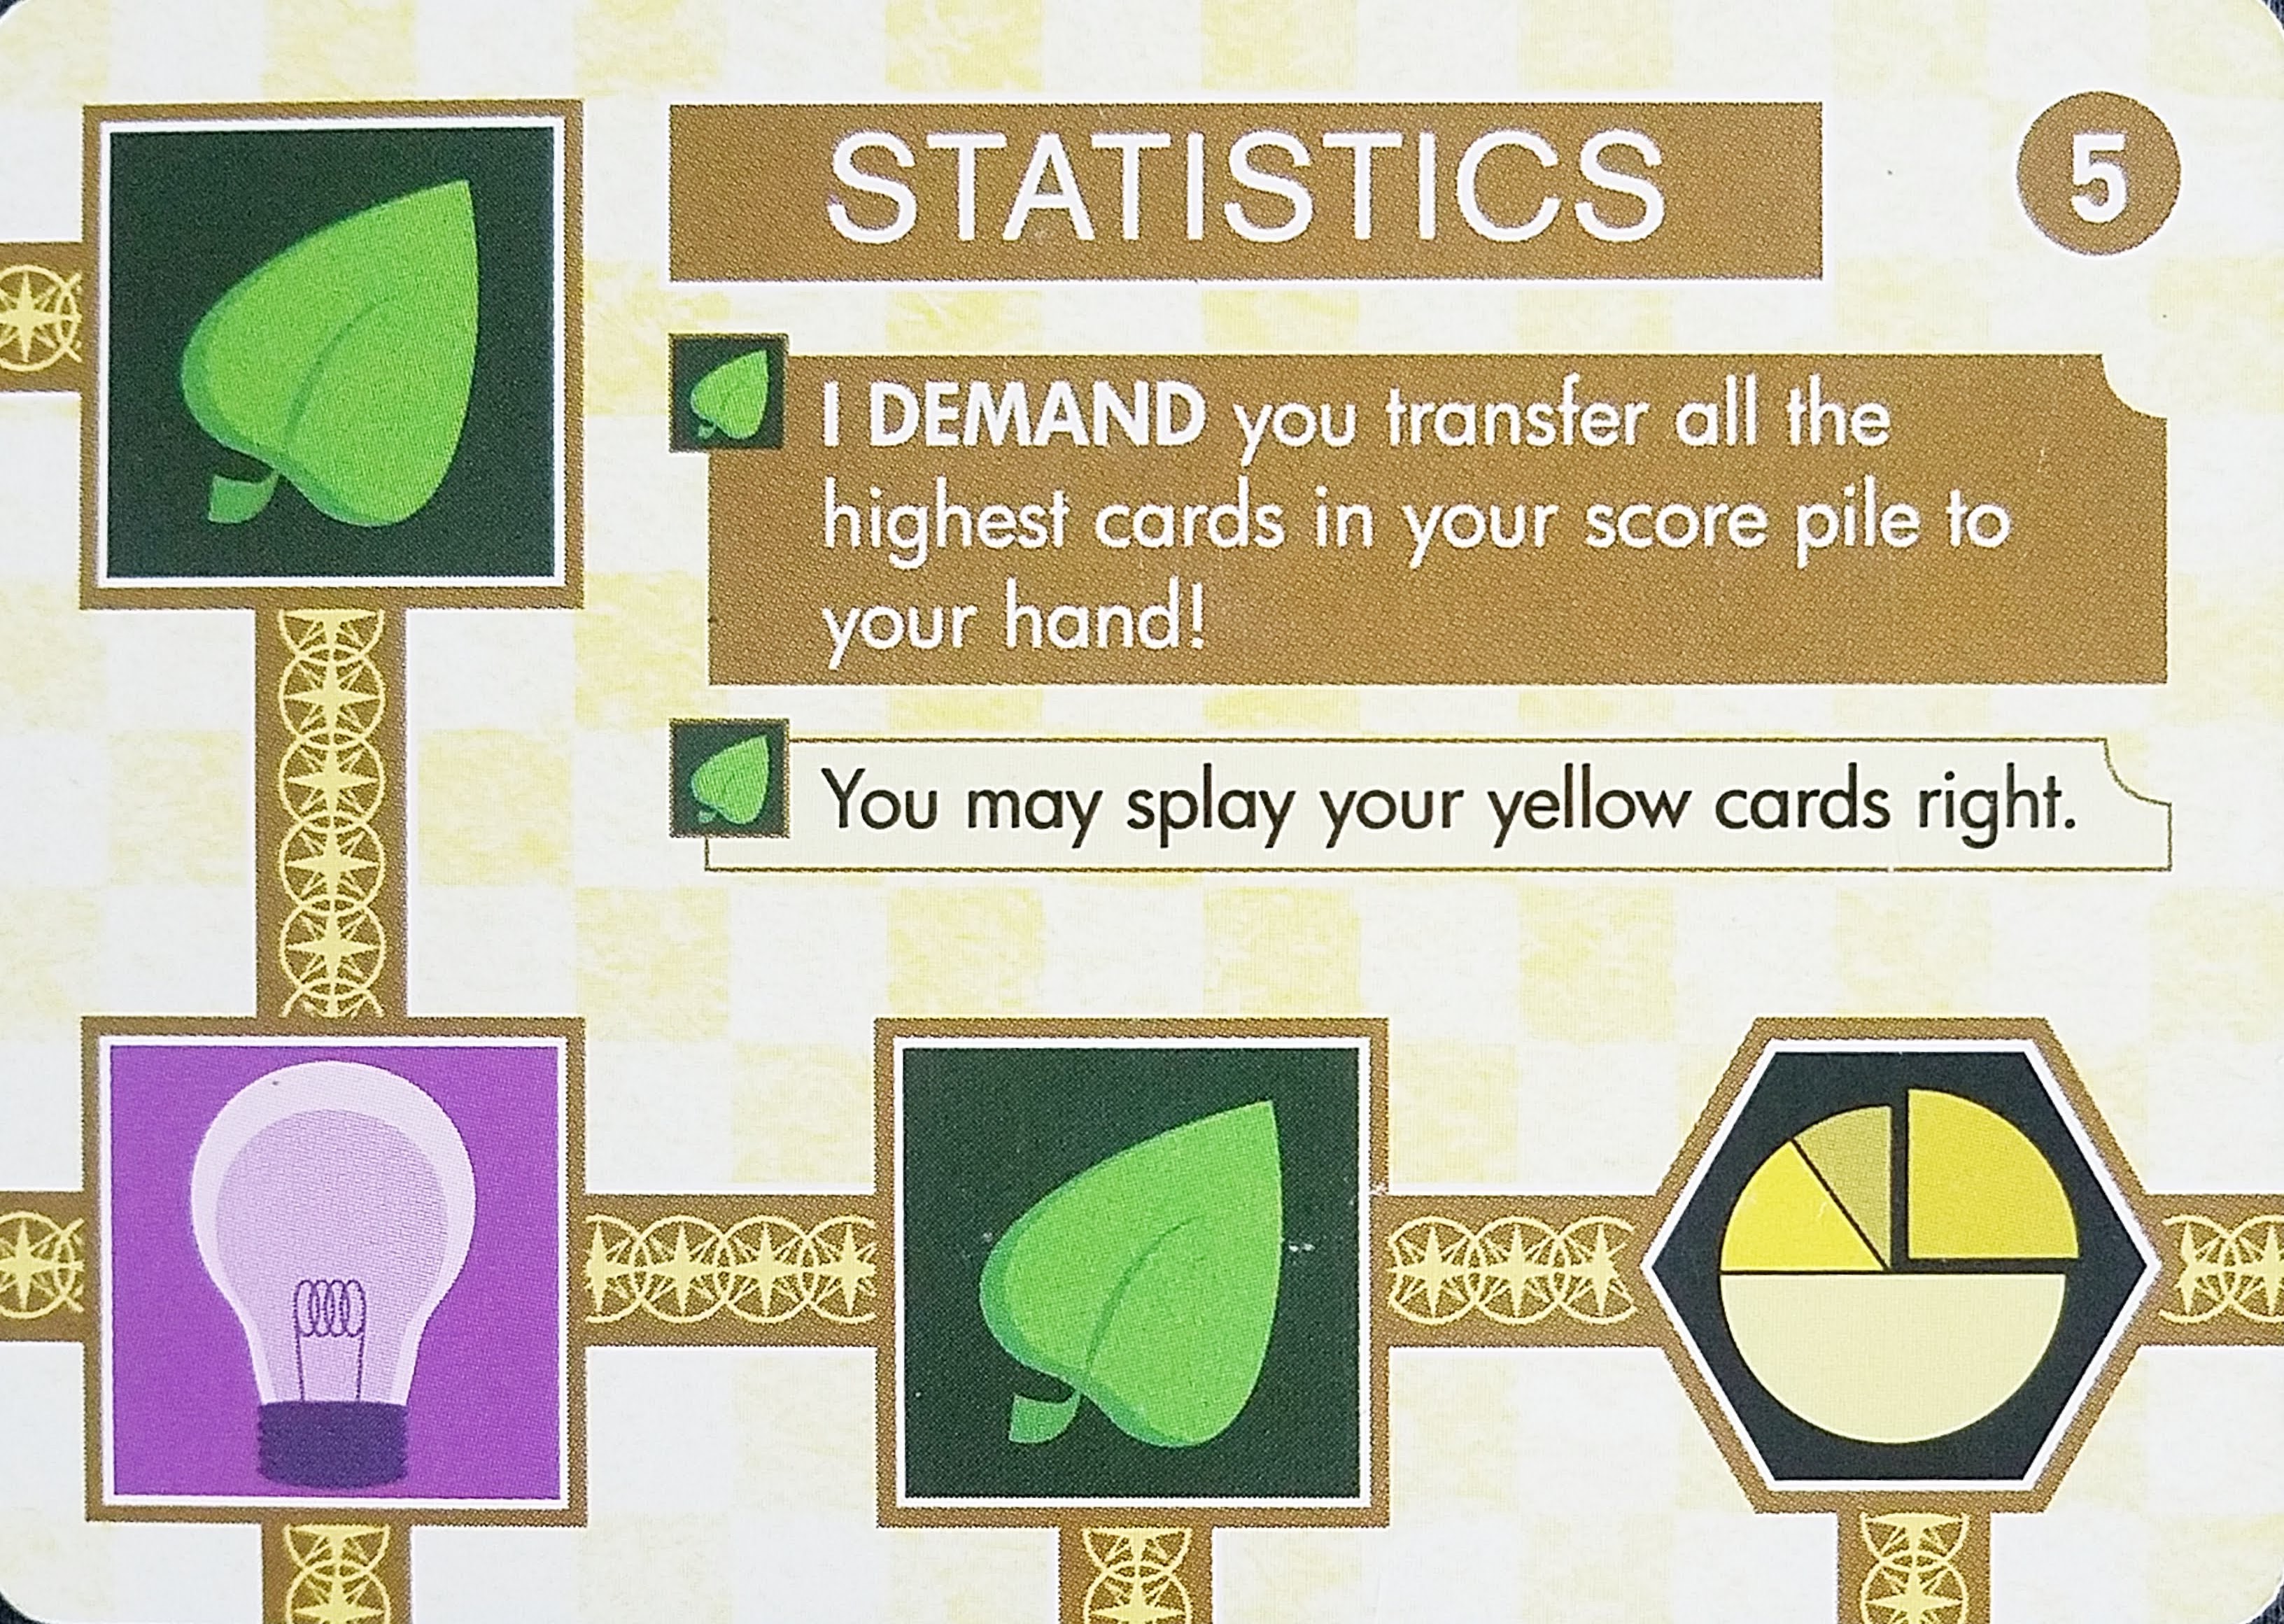 STATISTICS
5
I DEMAND you transfer all the
highest cards in your score pile to
your hand!
You may splay your yellow cards right.